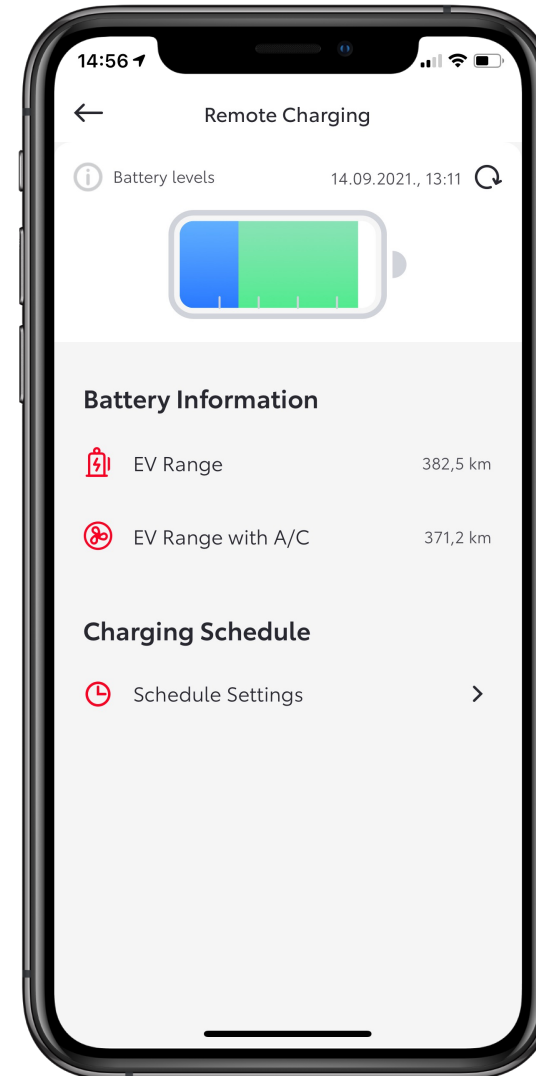 14:56
Remote Charging
Battery levels 14.09.2021., 13:11
Battery Information
EV Range 382,5 km
EV Range with A/C 371,2 km
Charging Schedule
Schedule Settings